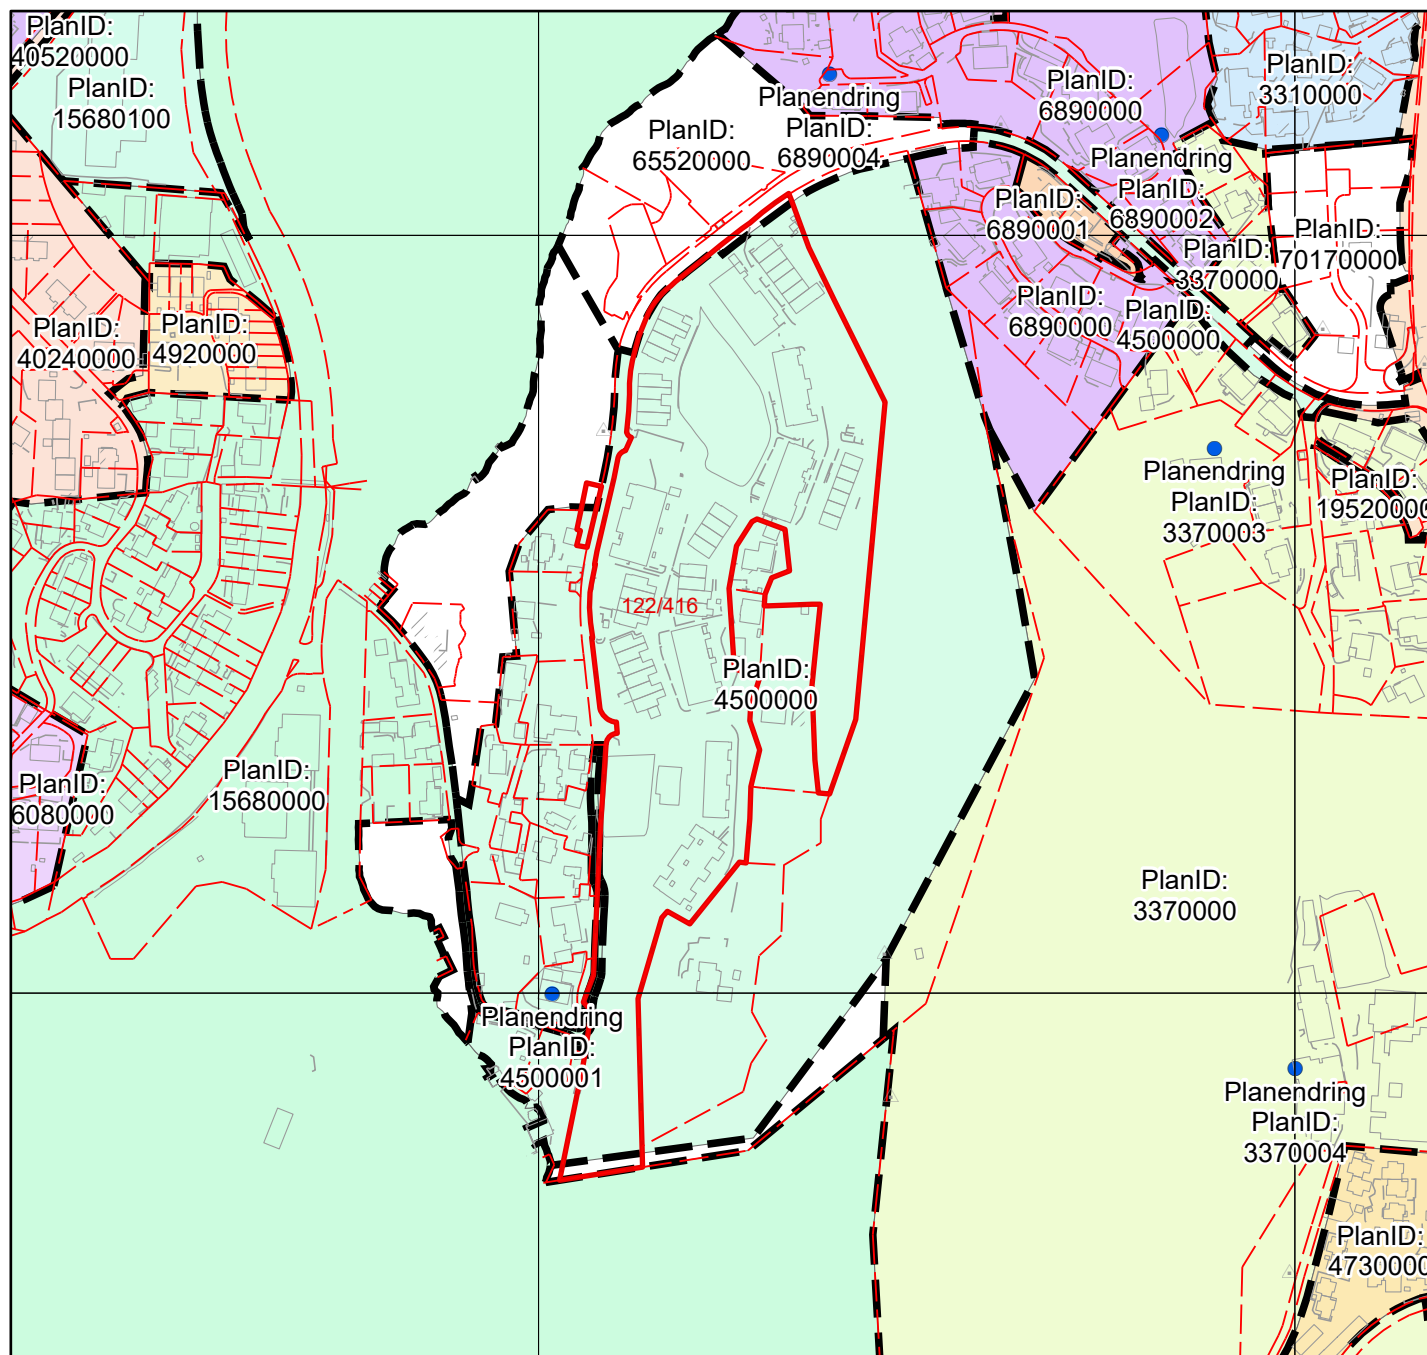 PlanID:
40520000
PlanID:
15680100
PlanID:
65520000
Planendring
PlanID:
6890004
PlanID:
6890000
PlanID:
3310000
Planendring
PlanID:
6890002
PlanID:
6890001
PlanID:
3370000
PlanID:
70170000
PlanID:
40240000
PlanID:
4920000
PlanID:
6890000
PlanID:
4500000
Planendring
PlanID:
3370003
PlanID:
19520000
122/416
PlanID:
4500000
PlanID:
6080000
PlanID:
15680000
PlanID:
3370000
Planendring
PlanID:
4500001
Planendring
PlanID:
3370004
PlanID:
47300000